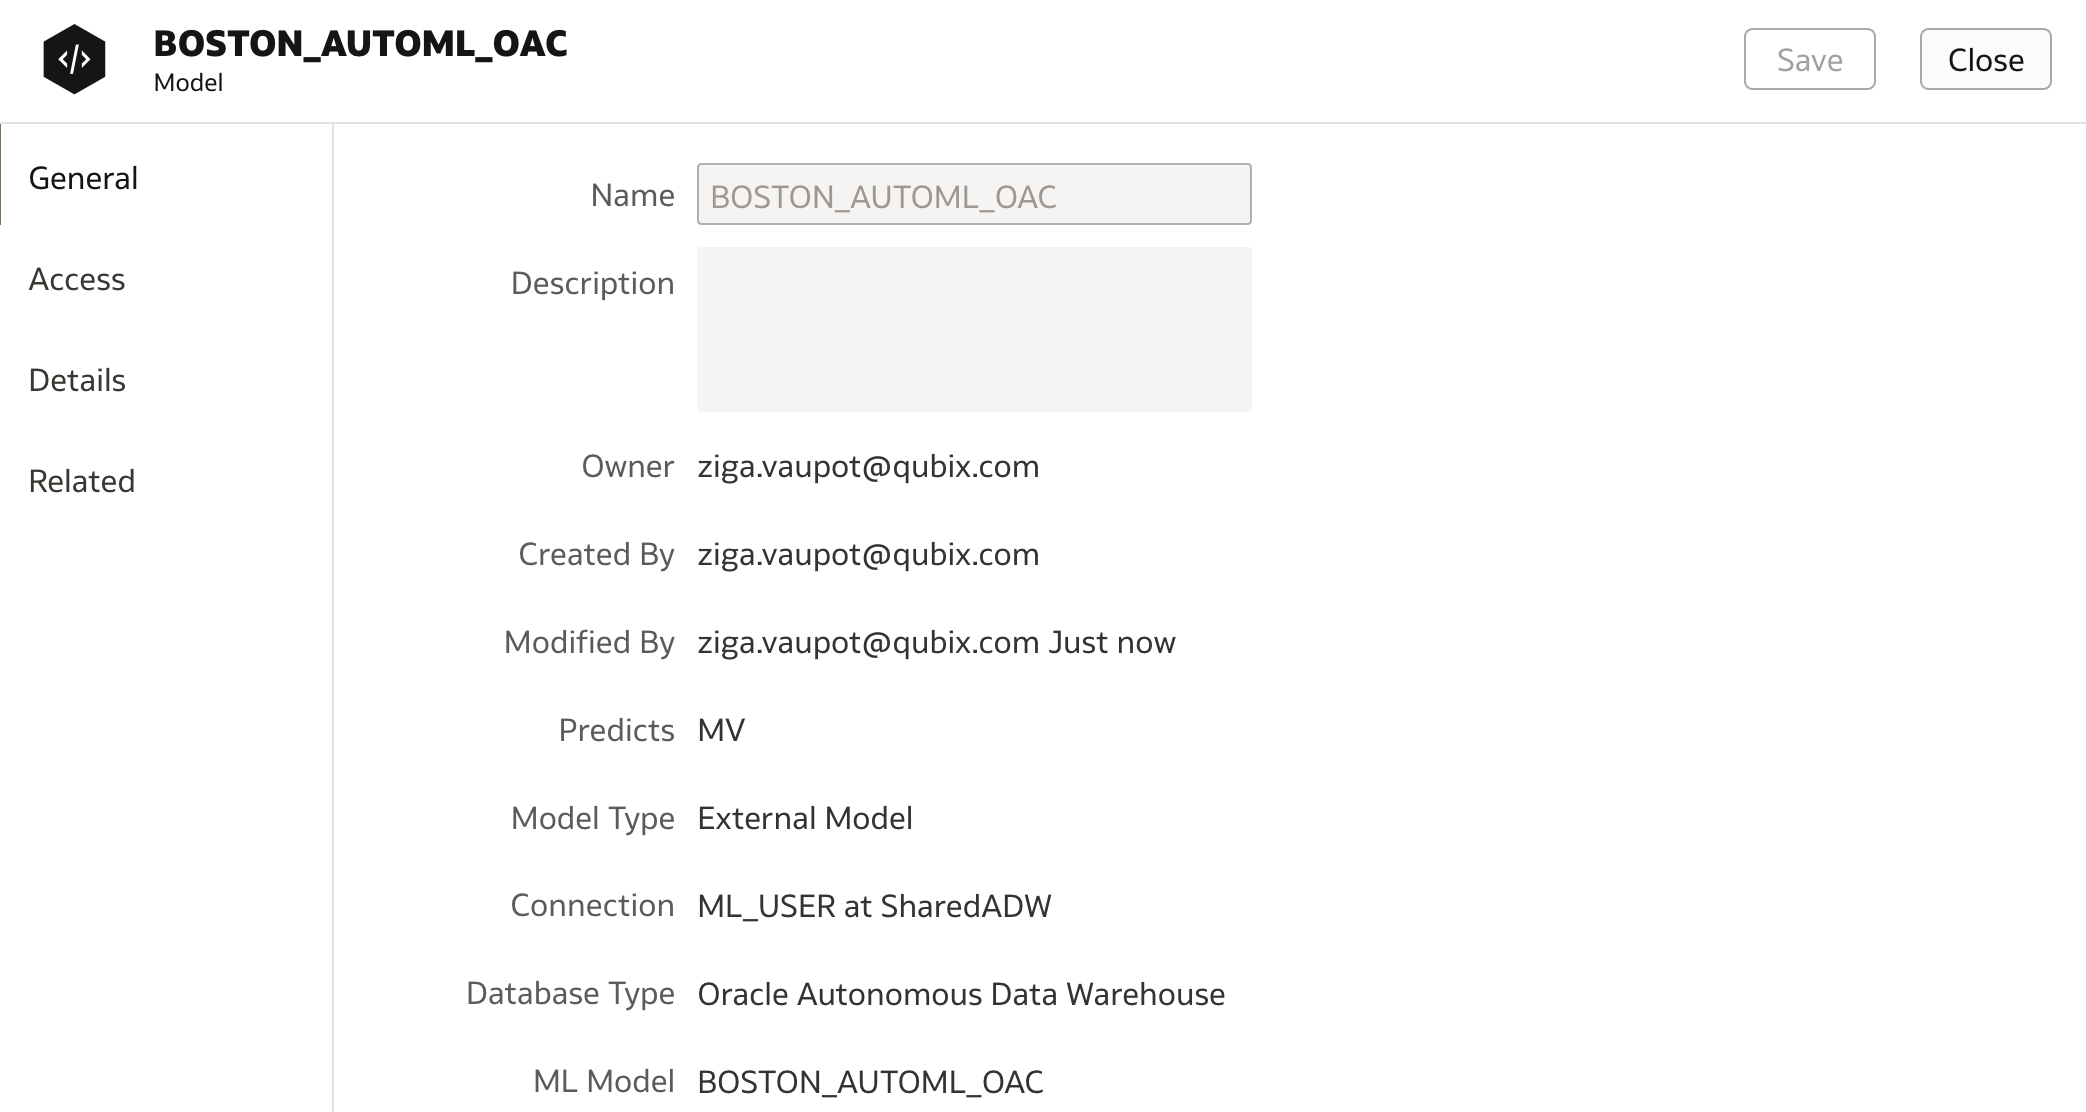 BOSTON_AUTOML_OAC
Model
Save
Close
General
Access
Details
Related
Name BOSTON_AUTOML_OAC
Description
Owner ziga.vaupot@qubix.com
Created By ziga.vaupot@qubix.com
Modified By ziga.vaupot@qubix.com Just now
Predicts MV
Model Type External Model
Connection ML_USER at SharedADW
Database Type Oracle Autonomous Data Warehouse
ML Model BOSTON_AUTOML_OAC